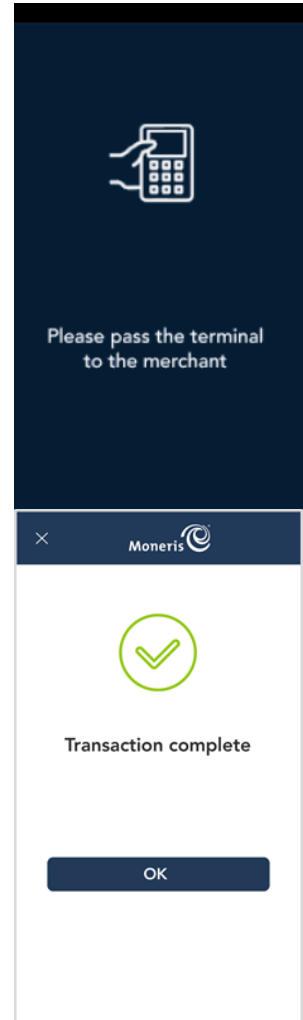 Please pass the terminal
to the merchant
Moneris
Transaction complete
OK